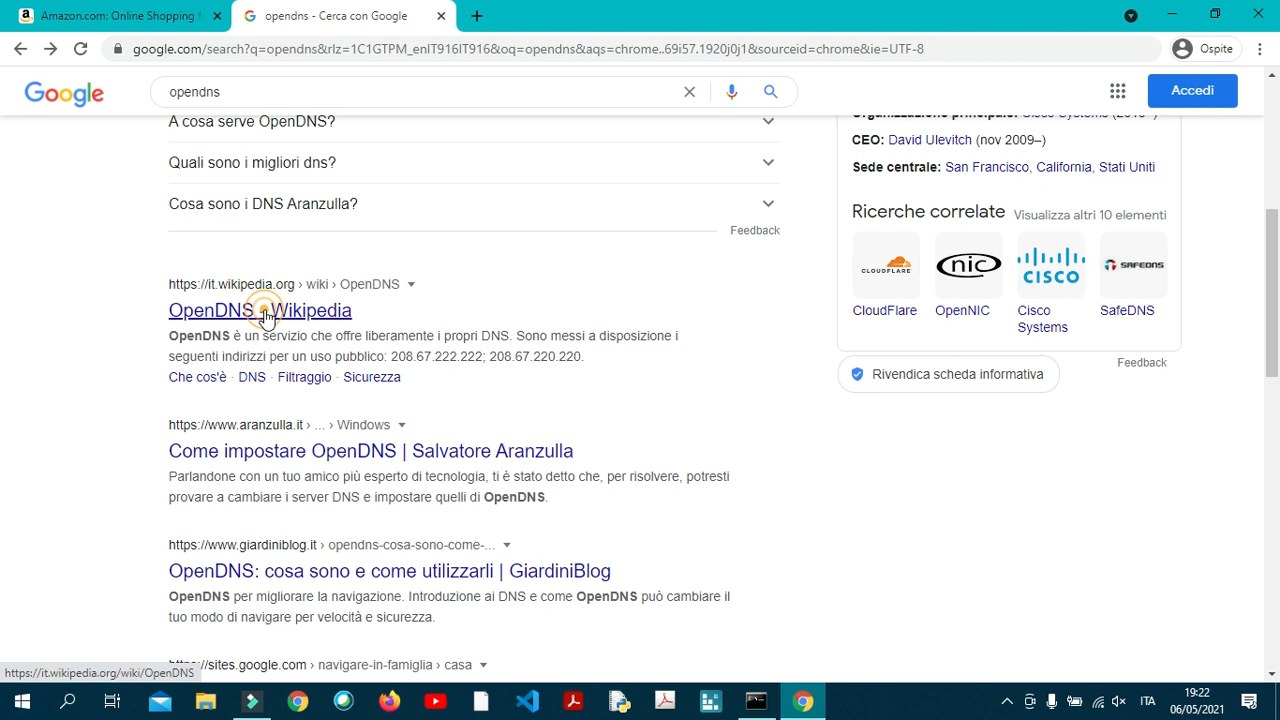 Amazon.com: Online Shopping f
opendns - Cerca con Google
google.com/search?q=opendns&rlz=1C1GTPM_enIT916IT916&oq=opendns&aqs=chrome..69i57.1920j0j1&sourceid=chrome&ie=UTF-8
Ospite
Google
opendns
Accedi
A cosa serve OpenDNS?
Quali sono i migliori dns?
Cosa sono i DNS Aranzulla?
Feedback
https://it.wikipedia.org › wiki › OpenDNS
OpenDNS - Wikipedia
OpenDNS è un servizio che offre liberamente i propri DNS. Sono messi a disposizione i
seguenti indirizzi per un uso pubblico: 208.67.222.222; 208.67.220.220.
Che cos'è · DNS · Filtraggio · Sicurezza
https://www.aranzulla.it › ... › Windows
Come impostare OpenDNS | Salvatore Aranzulla
Parlandone con un tuo amico più esperto di tecnologia, ti è stato detto che, per risolvere, potresti
provare a cambiare i server DNS e impostare quelli di OpenDNS.
https://www.giardiniblog.it › opendns-cosa-sono-come-...
OpenDNS: cosa sono e come utilizzarli | GiardiniBlog
OpenDNS per migliorare la navigazione. Introduzione ai DNS e come OpenDNS può cambiare il
tuo modo di navigare per velocità e sicurezza.
https://sites.google.com › navigare-in-famiglia › casa
Organizzazione principale: Cisco Systems (2015–)
CEO: David Ulevitch (nov 2009–)
Sede centrale: San Francisco, California, Stati Uniti
Ricerche correlate
Visualizza altri 10 elementi
CLOUDFLARE
nic
CISCO
SAFEDNS
CloudFlare
OpenNIC
Cisco
Systems
SafeDNS
Feedback
Rivendica scheda informativa
https://it.wikipedia.org/wiki/OpenDNS
ITA
19:22
06/05/2021